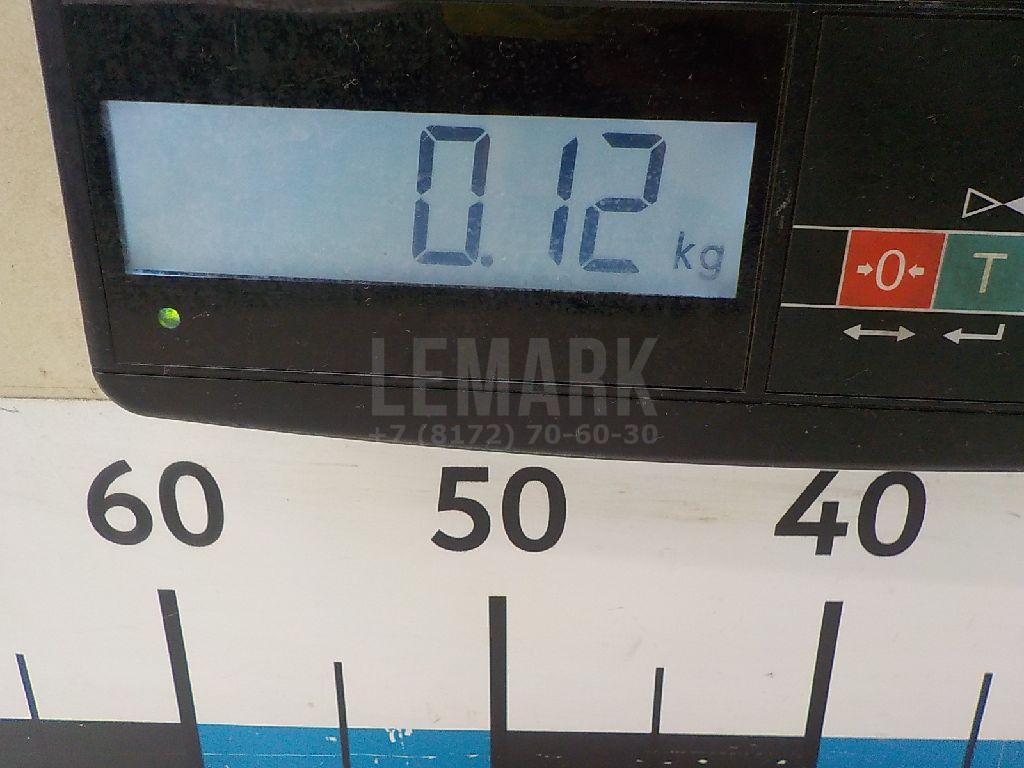 0.12 kg
→0← T
LEMARK
+7 (8172) 70-60-30
60 50 40